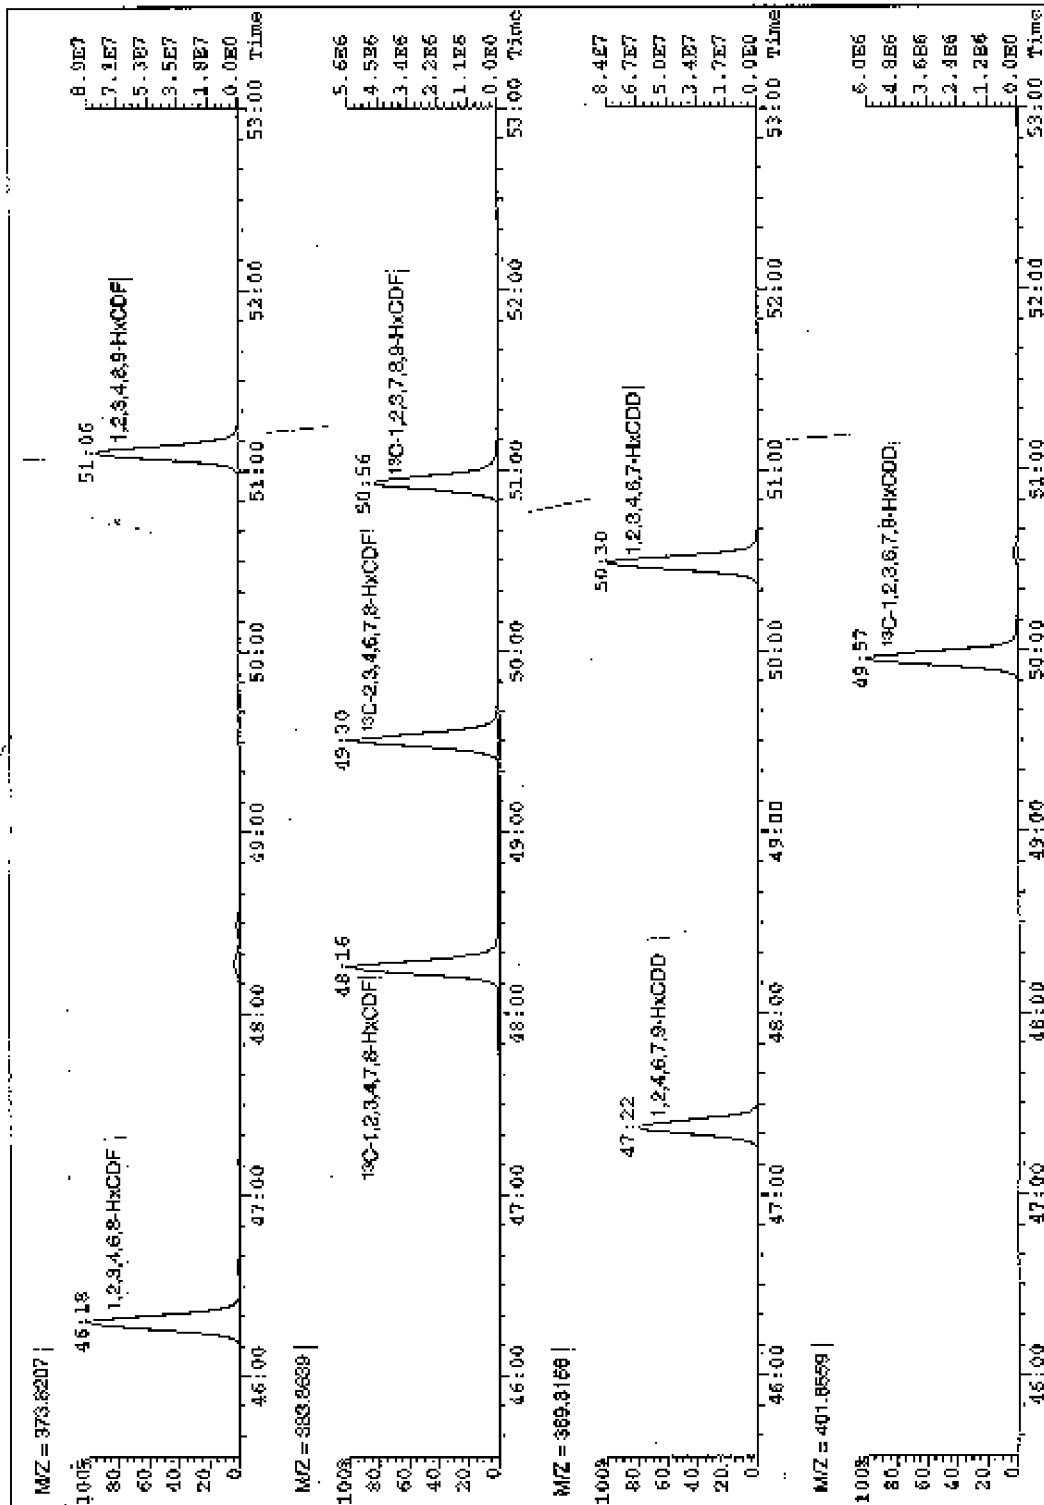 M/Z = 373.8207
100%
80
60
40
20
0
46:18
1,2,3,4,6,8-HxCDF
51:06
1,2,3,4,8,9-HxCDF
8.9E7
7.1E7
5.3E7
3.5E7
1.8E7
0.0E0
46:00
47:00
48:00
49:00
50:00
51:00
52:00
53:00 Time
M/Z = 383.8639
100%
80
60
40
20
0
¹³C-1,2,3,4,7,8-HxCDF
48:16
49:30
¹³C-2,3,4,6,7,8-HxCDF
50:56
¹³C-1,2,3,7,8,9-HxCDF
5.6E6
4.5E6
3.4E6
2.2E6
1.1E6
0.0E0
46:00
47:00
48:00
49:00
50:00
51:00
52:00
53:00 Time
M/Z = 389.8156
100%
80
60
40
20
0
47:22
1,2,4,6,7,9-HxCDD
50:30
1,2,3,4,6,7-HxCDD
8.4E7
6.7E7
5.0E7
3.4E7
1.7E7
0.0E0
46:00
47:00
48:00
49:00
50:00
51:00
52:00
53:00 Time
M/Z = 401.8559
100%
80
60
40
20
0
49:57
¹³C-1,2,3,6,7,8-HxCDD
6.0E6
4.8E6
3.6E6
2.4E6
1.2E6
0.0E0
46:00
47:00
48:00
49:00
50:00
51:00
52:00
53:00 Time